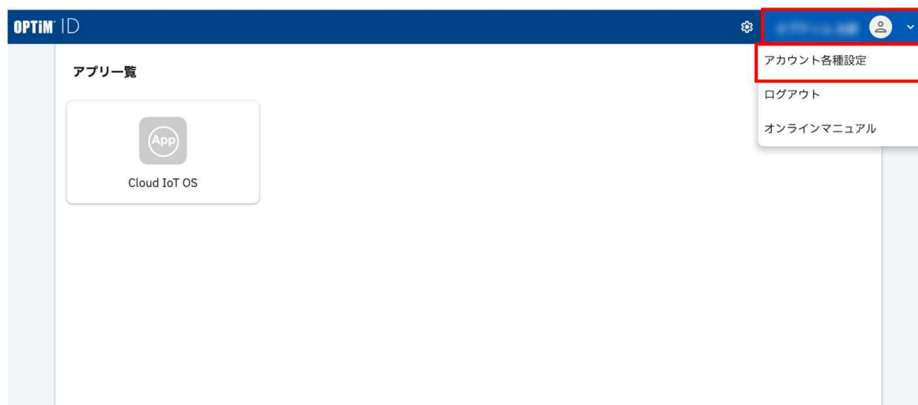 OPTiM ID
アカウント各種設定
アプリ一覧
ログアウト
オンラインマニュアル
App
Cloud IoT OS